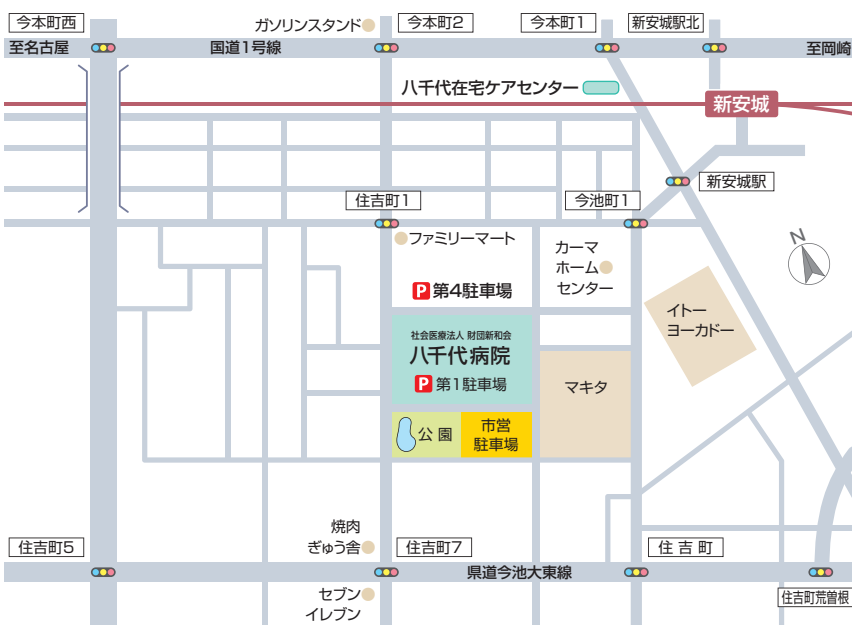 今本町西
ガソリンスタンド
今本町2
今本町1
新安城駅北
至名古屋
国道1号線
至岡崎
八千代在宅ケアセンター
新安城
新安城駅
住吉町1
今池町1
N
ファミリーマート
カーマ
ホーム
センター
P 第4駐車場
イトー
ヨーカドー
社会医療法人 財団新和会
八千代病院
P 第1駐車場
マキタ
公園
市営
駐車場
焼肉
ぎゅう舎
住吉町5
住吉町7
住吉町
県道今池大東線
セブン
イレブン
住吉町荒曽根